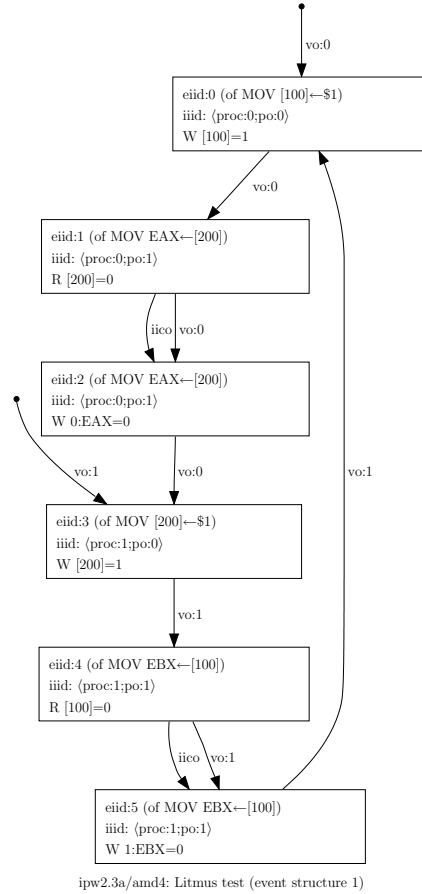 vo:0
eiid:0 (of MOV [100]←$1)
iiid: ⟨proc:0;po:0⟩
W [100]=1
vo:0
eiid:1 (of MOV EAX←[200])
iiid: ⟨proc:0;po:1⟩
R [200]=0
iico
vo:0
eiid:2 (of MOV EAX←[200])
iiid: ⟨proc:0;po:1⟩
W 0:EAX=0
vo:1
vo:0
vo:1
eiid:3 (of MOV [200]←$1)
iiid: ⟨proc:1;po:0⟩
W [200]=1
vo:1
eiid:4 (of MOV EBX←[100])
iiid: ⟨proc:1;po:1⟩
R [100]=0
iico
vo:1
eiid:5 (of MOV EBX←[100])
iiid: ⟨proc:1;po:1⟩
W 1:EBX=0
ipw2.3a/amd4: Litmus test (event structure 1)